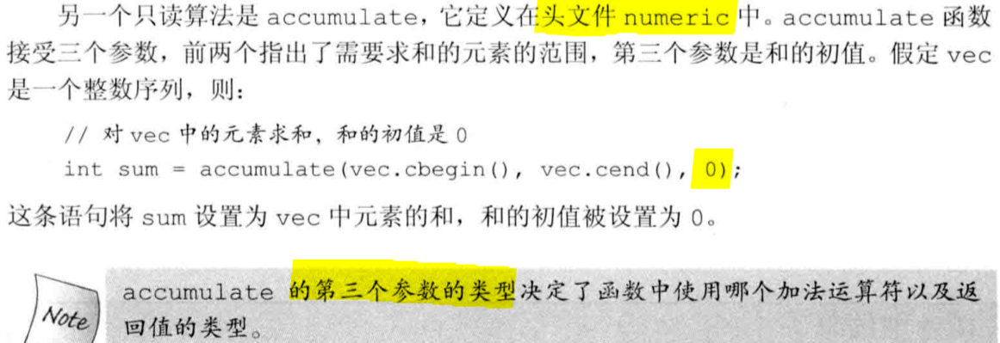 另一个只读算法是 accumulate，它定义在头文件 numeric 中。accumulate 函数
接受三个参数，前两个指出了需要求和的元素的范围，第三个参数是和的初值。假定 vec
是一个整数序列，则：
// 对 vec 中的元素求和，和的初值是 0
int sum = accumulate(vec.cbegin(), vec.cend(), 0);
这条语句将 sum 设置为 vec 中元素的和，和的初值被设置为 0。
Note
accumulate 的第三个参数的类型决定了函数中使用哪个加法运算符以及返
回值的类型。